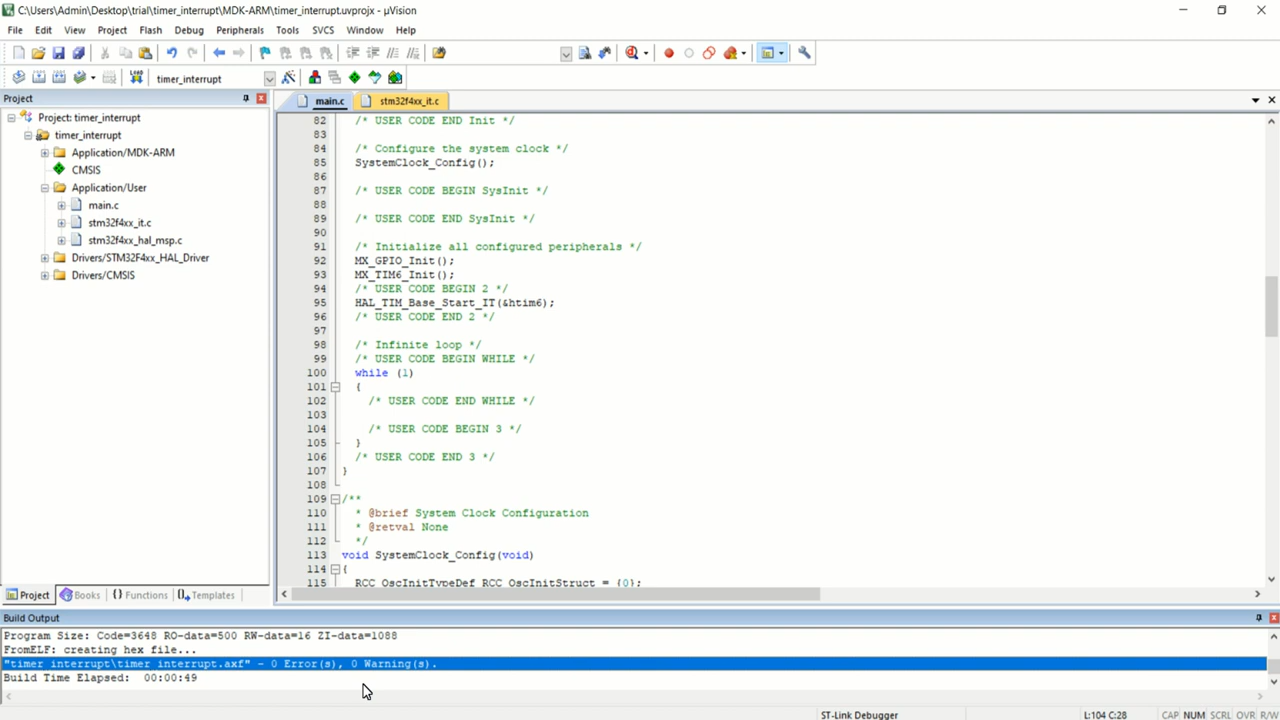 C:\Users\Admin\Desktop\trial\timer_interrupt\MDK-ARM\timer_interrupt.uvprojx - µVision
File Edit View Project Flash Debug Peripherals Tools SVCS Window Help
LOAD timer_interrupt
Project
main.c stm32f4xx_it.c
Project: timer_interrupt
timer_interrupt
Application/MDK-ARM
CMSIS
Application/User
main.c
stm32f4xx_it.c
stm32f4xx_hal_msp.c
Drivers/STM32F4xx_HAL_Driver
Drivers/CMSIS
82 /* USER CODE END Init */
83
84 /* Configure the system clock */
85 SystemClock_Config();
86
87 /* USER CODE BEGIN SysInit */
88
89 /* USER CODE END SysInit */
90
91 /* Initialize all configured peripherals */
92 MX_GPIO_Init();
93 MX_TIM6_Init();
94 /* USER CODE BEGIN 2 */
95 HAL_TIM_Base_Start_IT(&htim6);
96 /* USER CODE END 2 */
97
98 /* Infinite loop */
99 /* USER CODE BEGIN WHILE */
100 while (1)
101 {
102 /* USER CODE END WHILE */
103
104 /* USER CODE BEGIN 3 */
105 }
106 /* USER CODE END 3 */
107 }
108
109 /**
110 * @brief System Clock Configuration
111 * @retval None
112 */
113 void SystemClock_Config(void)
114 {
115 RCC_OscInitTypeDef RCC_OscInitStruct = {0};
Project Books {} Functions Templates
Build Output
Program Size: Code=3648 RO-data=500 RW-data=16 ZI-data=1088
FromELF: creating hex file...
"timer_interrupt\timer_interrupt.axf" - 0 Error(s), 0 Warning(s).
Build Time Elapsed: 00:00:49
ST-Link Debugger L:104 C:28 CAP NUM SCRL OVR R/W